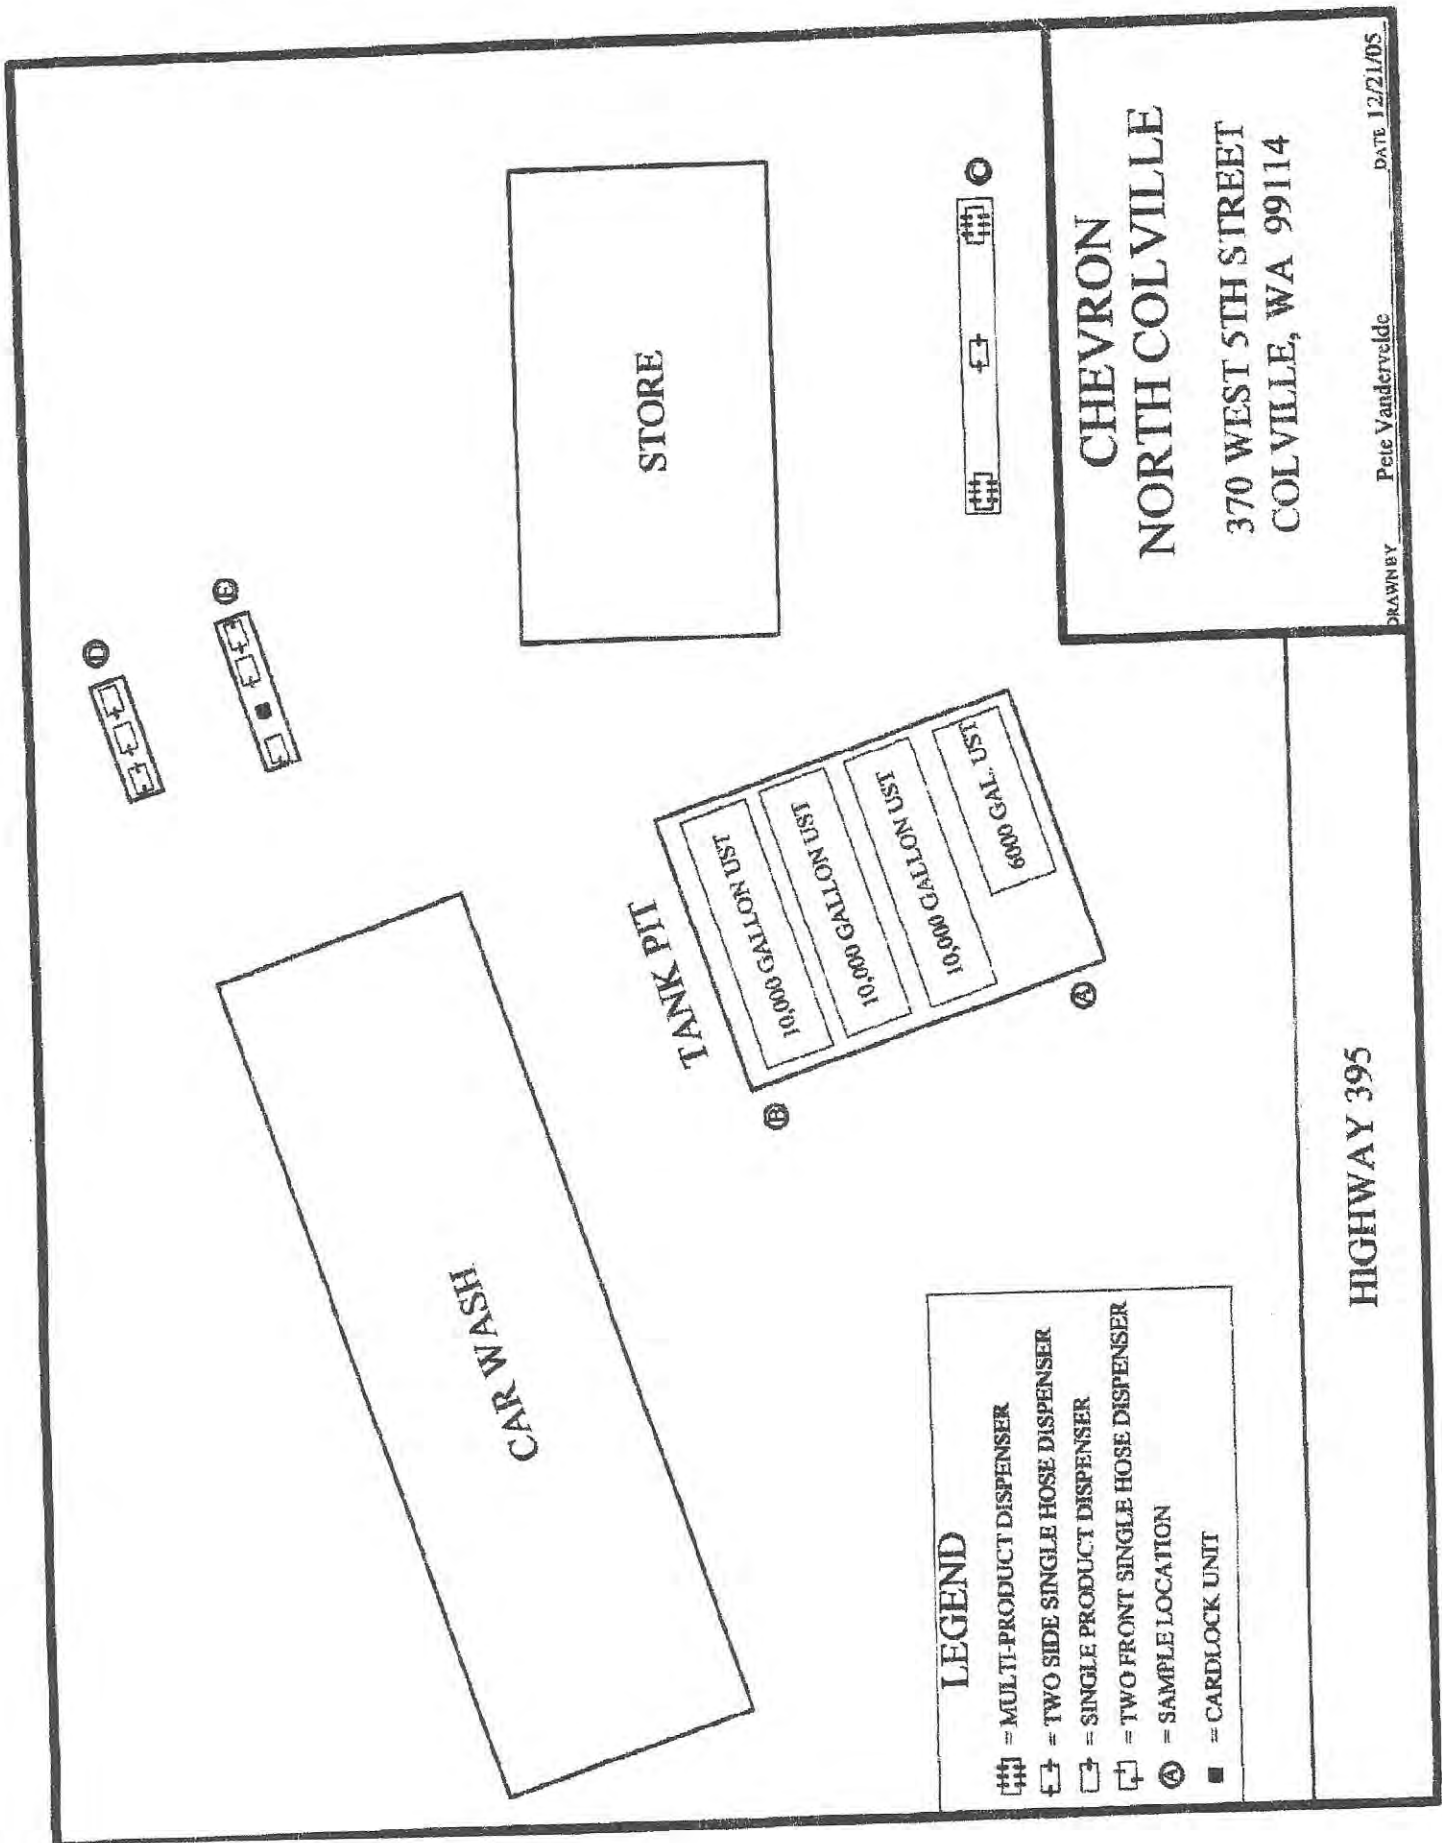 CAR WASH
TANK PIT
10,000 GALLON UST
10,000 GALLON UST
10,000 GALLON UST
6000 GAL. UST
STORE
D
E
B
A
C
LEGEND
= MULTI-PRODUCT DISPENSER
= TWO SIDE SINGLE HOSE DISPENSER
= SINGLE PRODUCT DISPENSER
= TWO FRONT SINGLE HOSE DISPENSER
A = SAMPLE LOCATION
= CARDLOCK UNIT
HIGHWAY 395
CHEVRON
NORTH COLVILLE
370 WEST 5TH STREET
COLVILLE, WA 99114
DRAWN BY Pete Vandervelde DATE 12/21/05